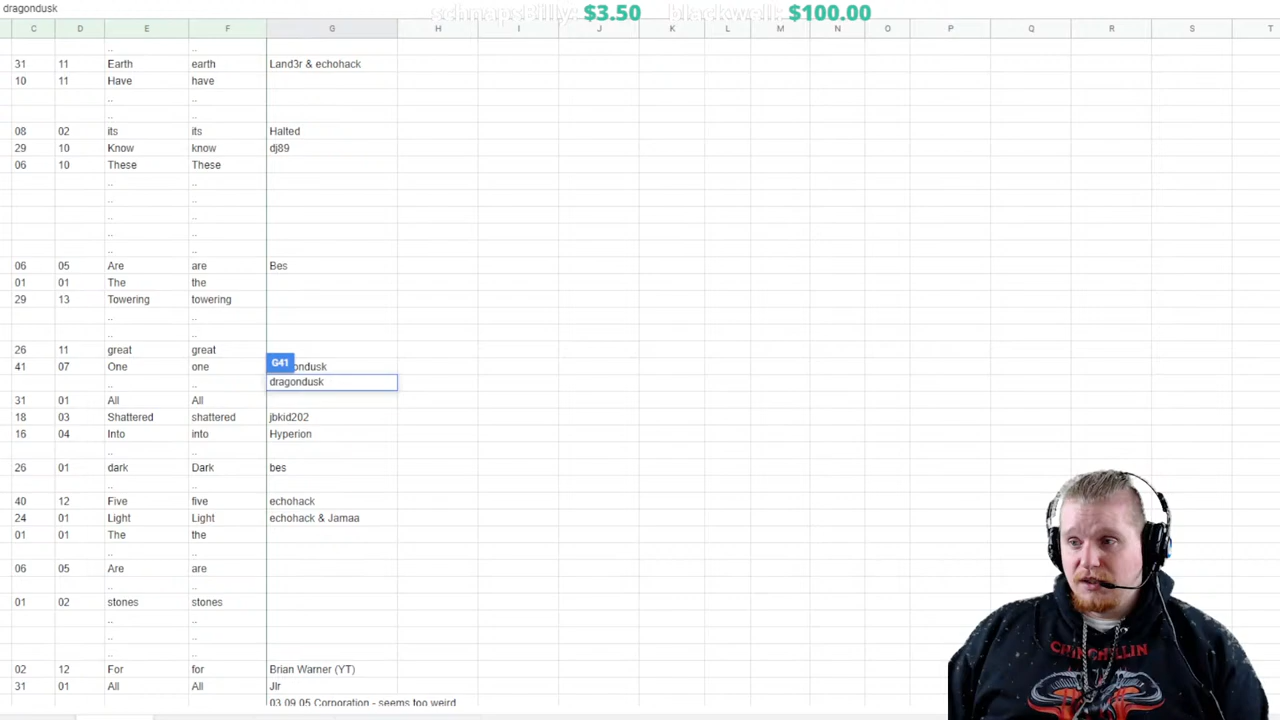 dragondusk
schnapsBilly: $3.50 blackwell: $100.00
C D E F G H I J K L M N O P Q R S T
.. ..
31 11 Earth earth Land3r & echohack
10 11 Have have
.. ..
.. ..
08 02 its its Halted
29 10 Know know dj89
06 10 These These
.. ..
.. ..
.. ..
.. ..
.. ..
06 05 Are are Bes
01 01 The the
29 13 Towering towering
.. ..
.. ..
26 11 great great
G41
41 07 One one ondusk
.. .. dragondusk
31 01 All All
18 03 Shattered shattered jbkid202
16 04 Into into Hyperion
.. ..
26 01 dark Dark bes
.. ..
40 12 Five five echohack
24 01 Light Light echohack & Jamaa
01 01 The the
.. ..
06 05 Are are
.. ..
01 02 stones stones
.. ..
.. ..
.. ..
02 12 For for Brian Warner (YT)
31 01 All All Jlr
03 09 05 Corporation - seems too weird
CHINCHILLIN